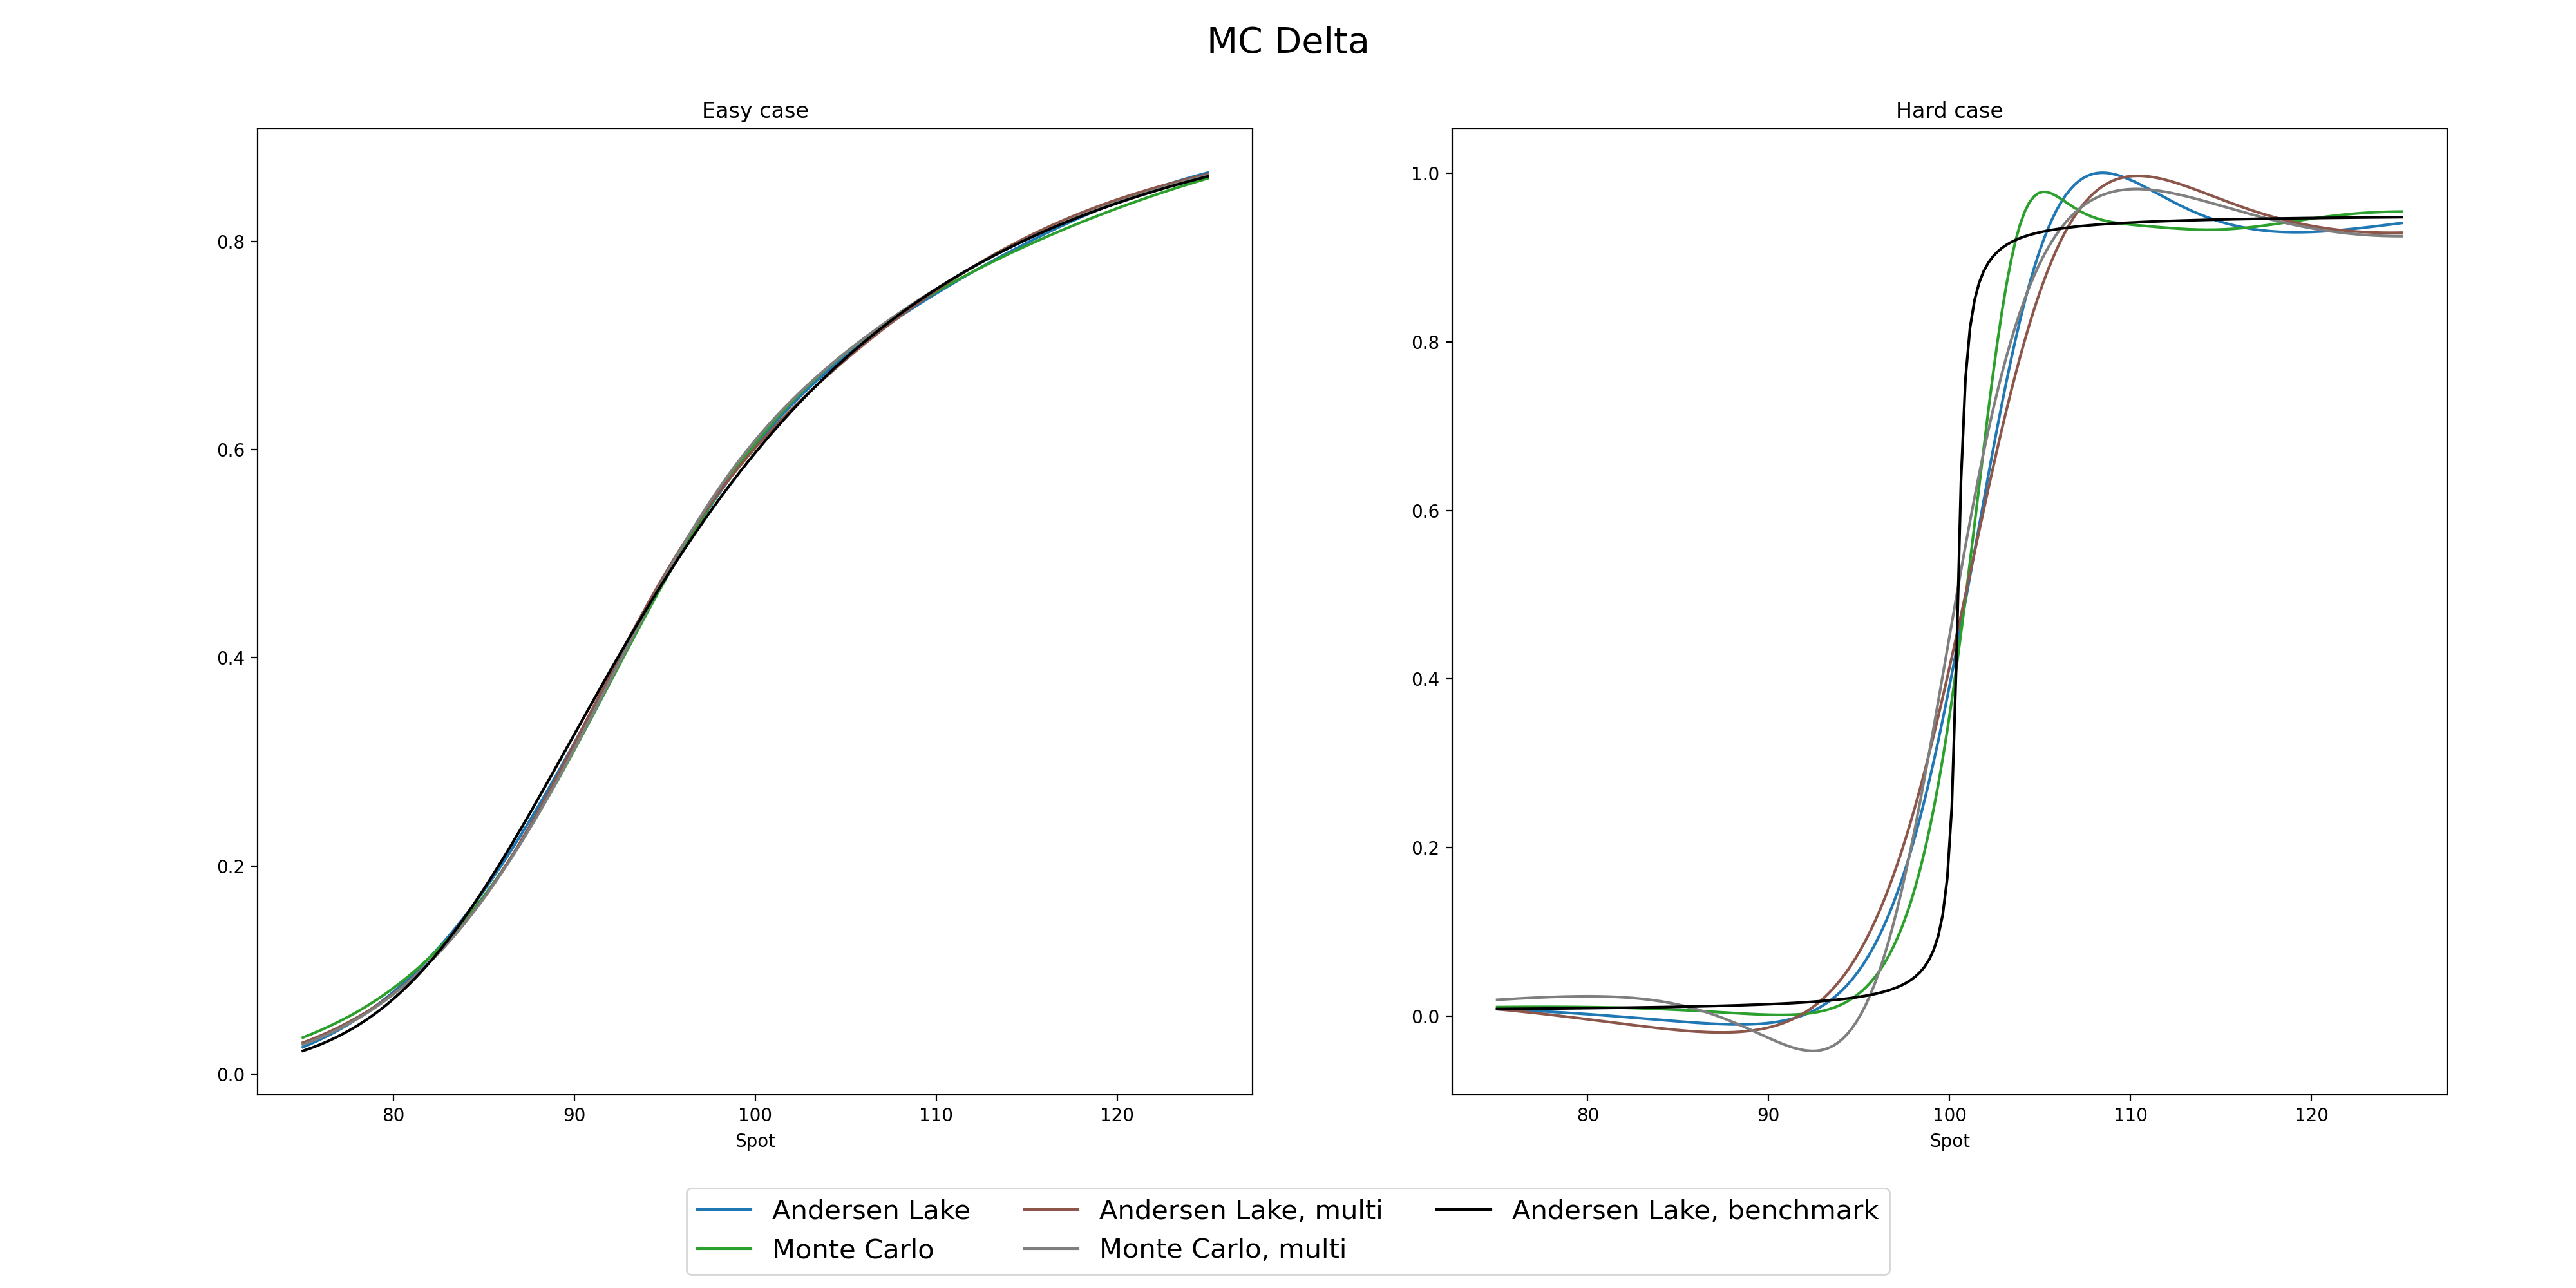 MC Delta
Easy case
0.8
0.6
0.4
0.2
0.0
80 90 100 110 120
Spot
Hard case
1.0
0.8
0.6
0.4
0.2
0.0
80 90 100 110 120
Spot
Andersen Lake
Monte Carlo
Andersen Lake, multi
Monte Carlo, multi
Andersen Lake, benchmark